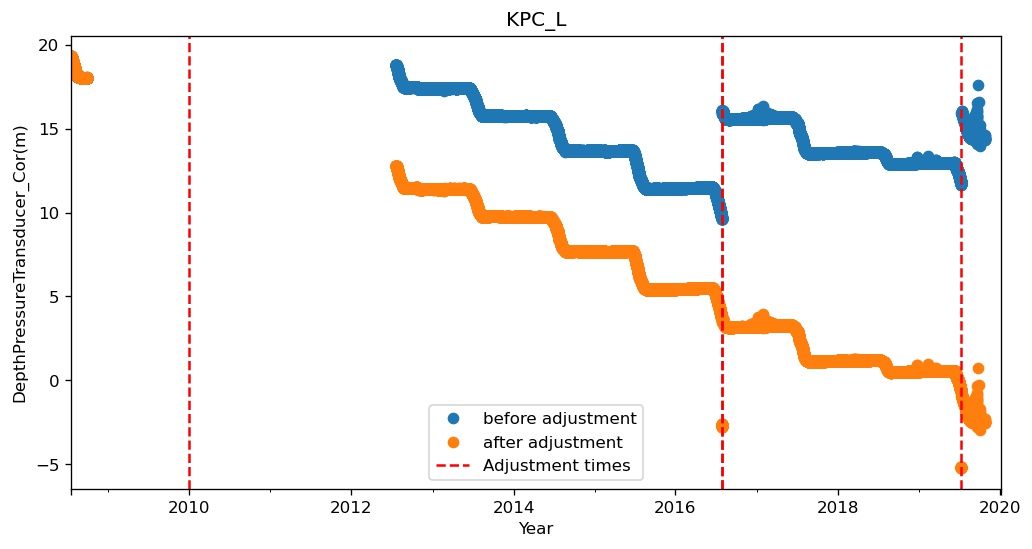 KPC_L
DepthPressureTransducer_Cor(m)
20
15
10
5
0
−5
before adjustment
after adjustment
Adjustment times
2010
2012
2014
2016
2018
2020
Year